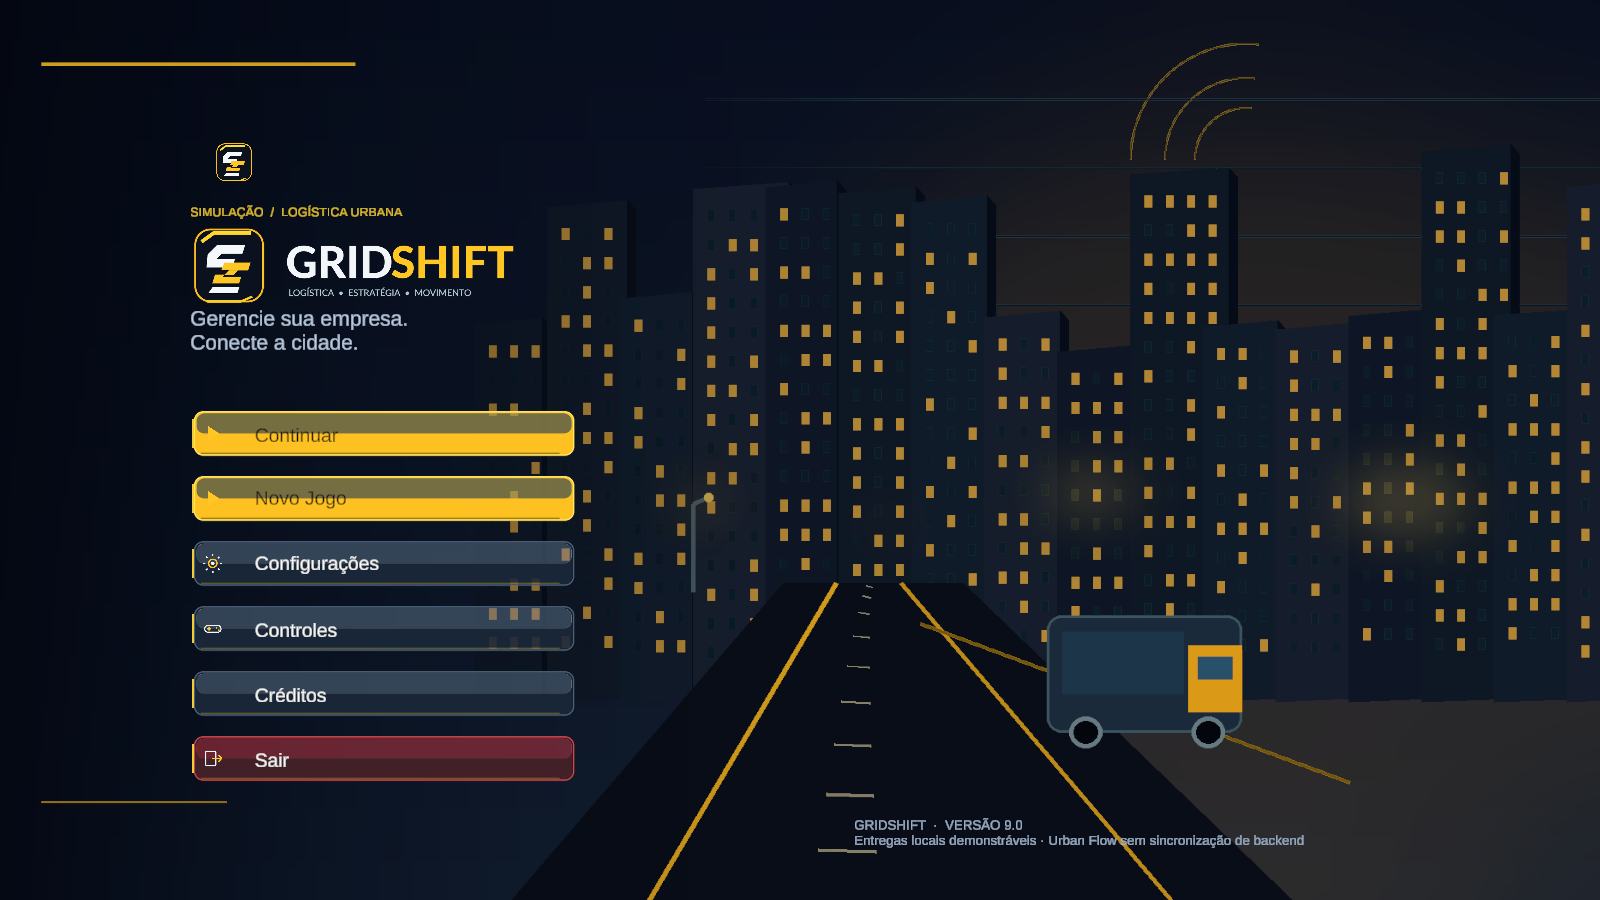 SIMULAÇÃO / LOGÍSTICA URBANA
GRIDSHIFT
LOGÍSTICA • ESTRATÉGIA • MOVIMENTO
Gerencie sua empresa.
Conecte a cidade.
Continuar
Novo Jogo
Configurações
Controles
Créditos
Sair
GRIDSHIFT · VERSÃO 9.0
Entregas locais demonstráveis · Urban Flow sem sincronização de backend